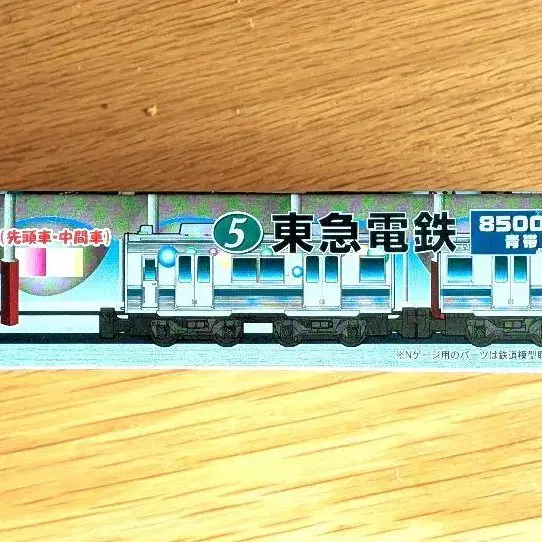 (先頭車・中間車)
⑤ 東急電鉄
8500
青帯
※Nゲージ用のパーツは鉄道模型